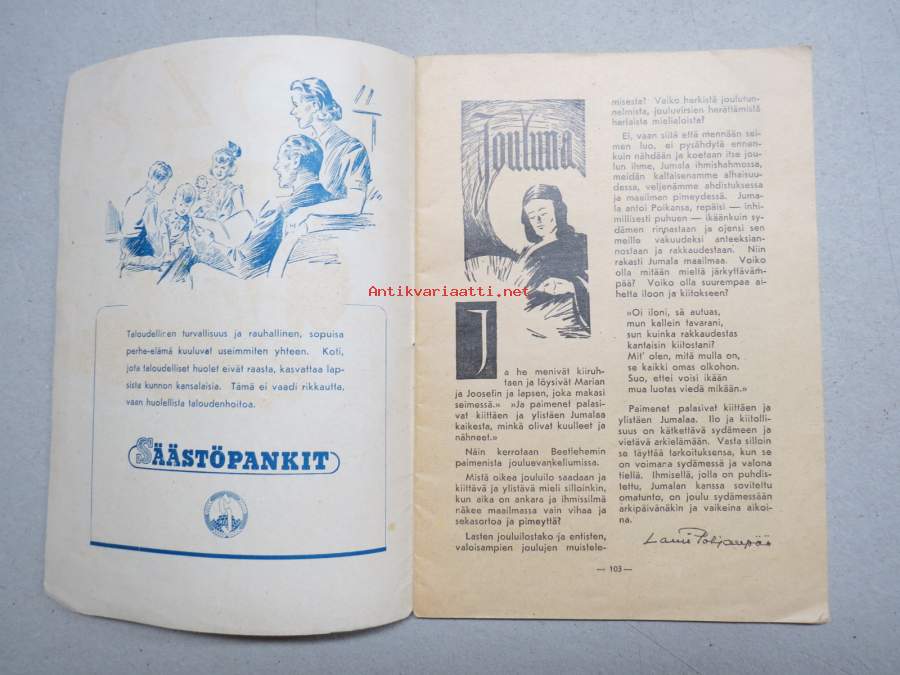 Taloudellinen turvallisuus ja rauhallinen, sopuisa
perhe-elämä kuuluvat useimmiten yhteen. Koti,
jota taloudelliset huolet eivät raasta, kasvattaa lap-
sista kunnon kansalaisia. Tämä ei vaadi rikkautta,
vaan huolellista taloudenhoitoa.
SÄÄSTÖPANKIT
Antikvariaatti.net
Jouluna
Ja he menivät kiiruh-
taen ja löysivät Marian
ja Joosefin ja lapsen, joka makasi
seimessä.» »Ja paimenet palasi-
vat kiittäen ja ylistäen Jumalaa
kaikesta, minkä olivat kuulleet ja
nähneet.»
Näin kerrotaan Beetlehemin
paimenista jouluevankeliumissa.
Mistä oikea jouluilo saadaan ja
kiittävä ja ylistävä mieli silloinkin,
kun aika on ankara ja ihmissilmä
näkee maailmassa vain vihaa ja
sekasortoa ja pimeyttä?
Lasten jouluilostako ja entisten,
valoisampien joulujen muistele-
misesta? Vaiko herkistä joulutun-
nelmista, jouluvirsien herättämistä
hartaista mielialoista?
Ei, vaan siitä että mennään sei-
men luo, ei pysähdytä ennen-
kuin nähdään ja koetaan itse jou-
lun ihme, Jumala ihmishahmossa,
meidän kaltaisenamme alhaisuu-
dessa, veljenämme ahdistuksessa
ja maailman pimeydessä. Juma-
la antoi Poikansa, repäisi — inhi-
millisesti puhuen — ikäänkuin sy-
dämen rinnastaan ja ojensi sen
meille vakuudeksi anteeksian-
nostaan ja rakkaudestaan. Niin
rakasti Jumala maailmaa. Voiko
olla mitään mieltä järkyttäväm-
pää? Voiko olla suurempaa ai-
hetta iloon ja kiitokseen?
»Oi iloni, sä autuas,
mun kallein tavarani,
sun kuinka rakkaudestas
kantaisin kiitostani?
Mit' olen, mitä mulla on,
se kaikki omas olkohon.
Suo, ettei voisi ikään
mua luotas viedä mikään.»
Paimenet palasivat kiittäen ja
ylistäen Jumalaa. Ilo ja kiitolli-
suus on kätkettävä sydämeen ja
vietävä arkielämään. Vasta silloin
se täyttää tarkoituksensa, kun se
on voimana sydämessä ja valona
tiellä. Ihmisellä, jolla on puhdis-
tettu, Jumalan kanssa sovitettu
omatunto, on joulu sydämessään
arkipäivänäkin ja vaikeina aikoi-
na.
Lauri Pohjanpää
— 103 —